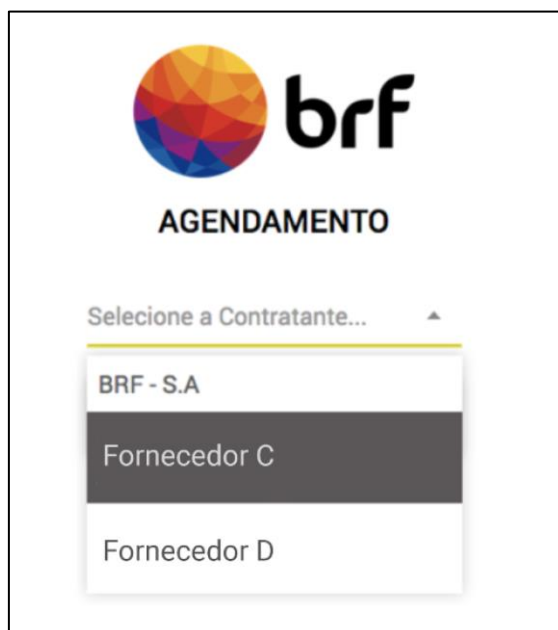 brf
AGENDAMENTO
Selecione a Contratante...
BRF - S.A
Fornecedor C
Fornecedor D